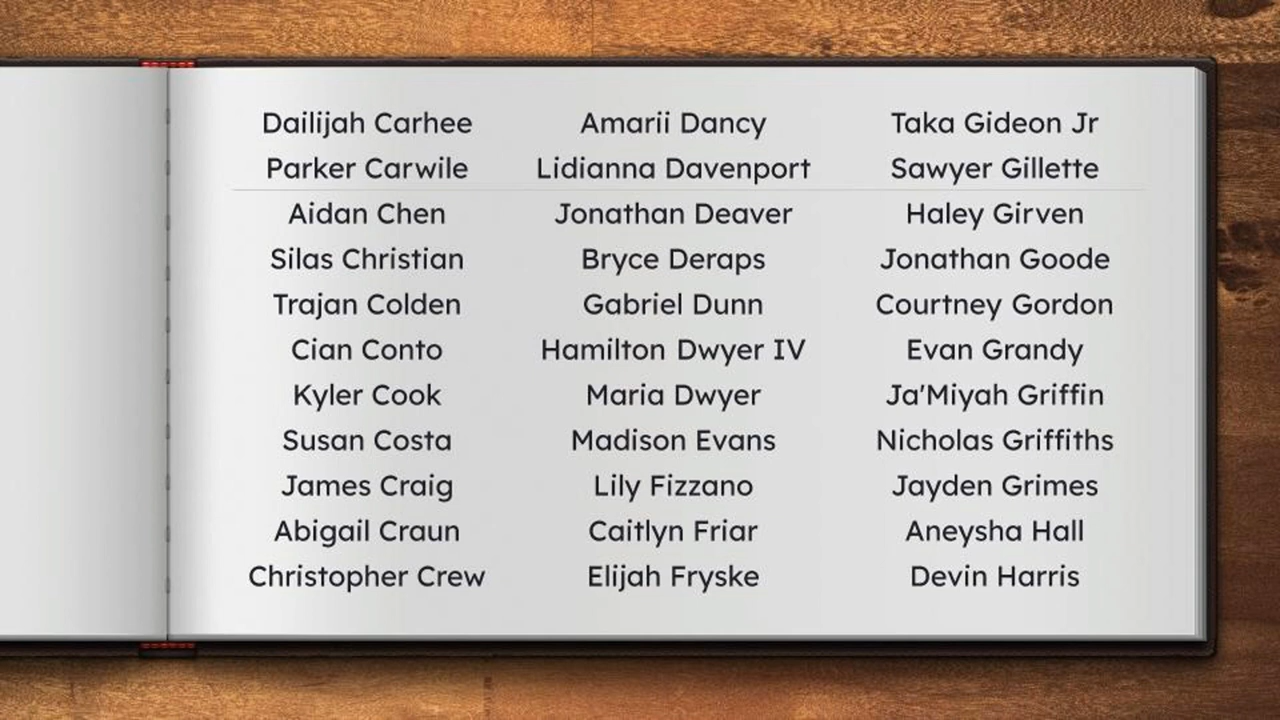 Dailijah Carhee
Parker Carwile
Aidan Chen
Silas Christian
Trajan Colden
Cian Conto
Kyler Cook
Susan Costa
James Craig
Abigail Craun
Christopher Crew
Amarii Dancy
Lidianna Davenport
Jonathan Deaver
Bryce Deraps
Gabriel Dunn
Hamilton Dwyer IV
Maria Dwyer
Madison Evans
Lily Fizzano
Caitlyn Friar
Elijah Fryske
Taka Gideon Jr
Sawyer Gillette
Haley Girven
Jonathan Goode
Courtney Gordon
Evan Grandy
Ja'Miyah Griffin
Nicholas Griffiths
Jayden Grimes
Aneysha Hall
Devin Harris